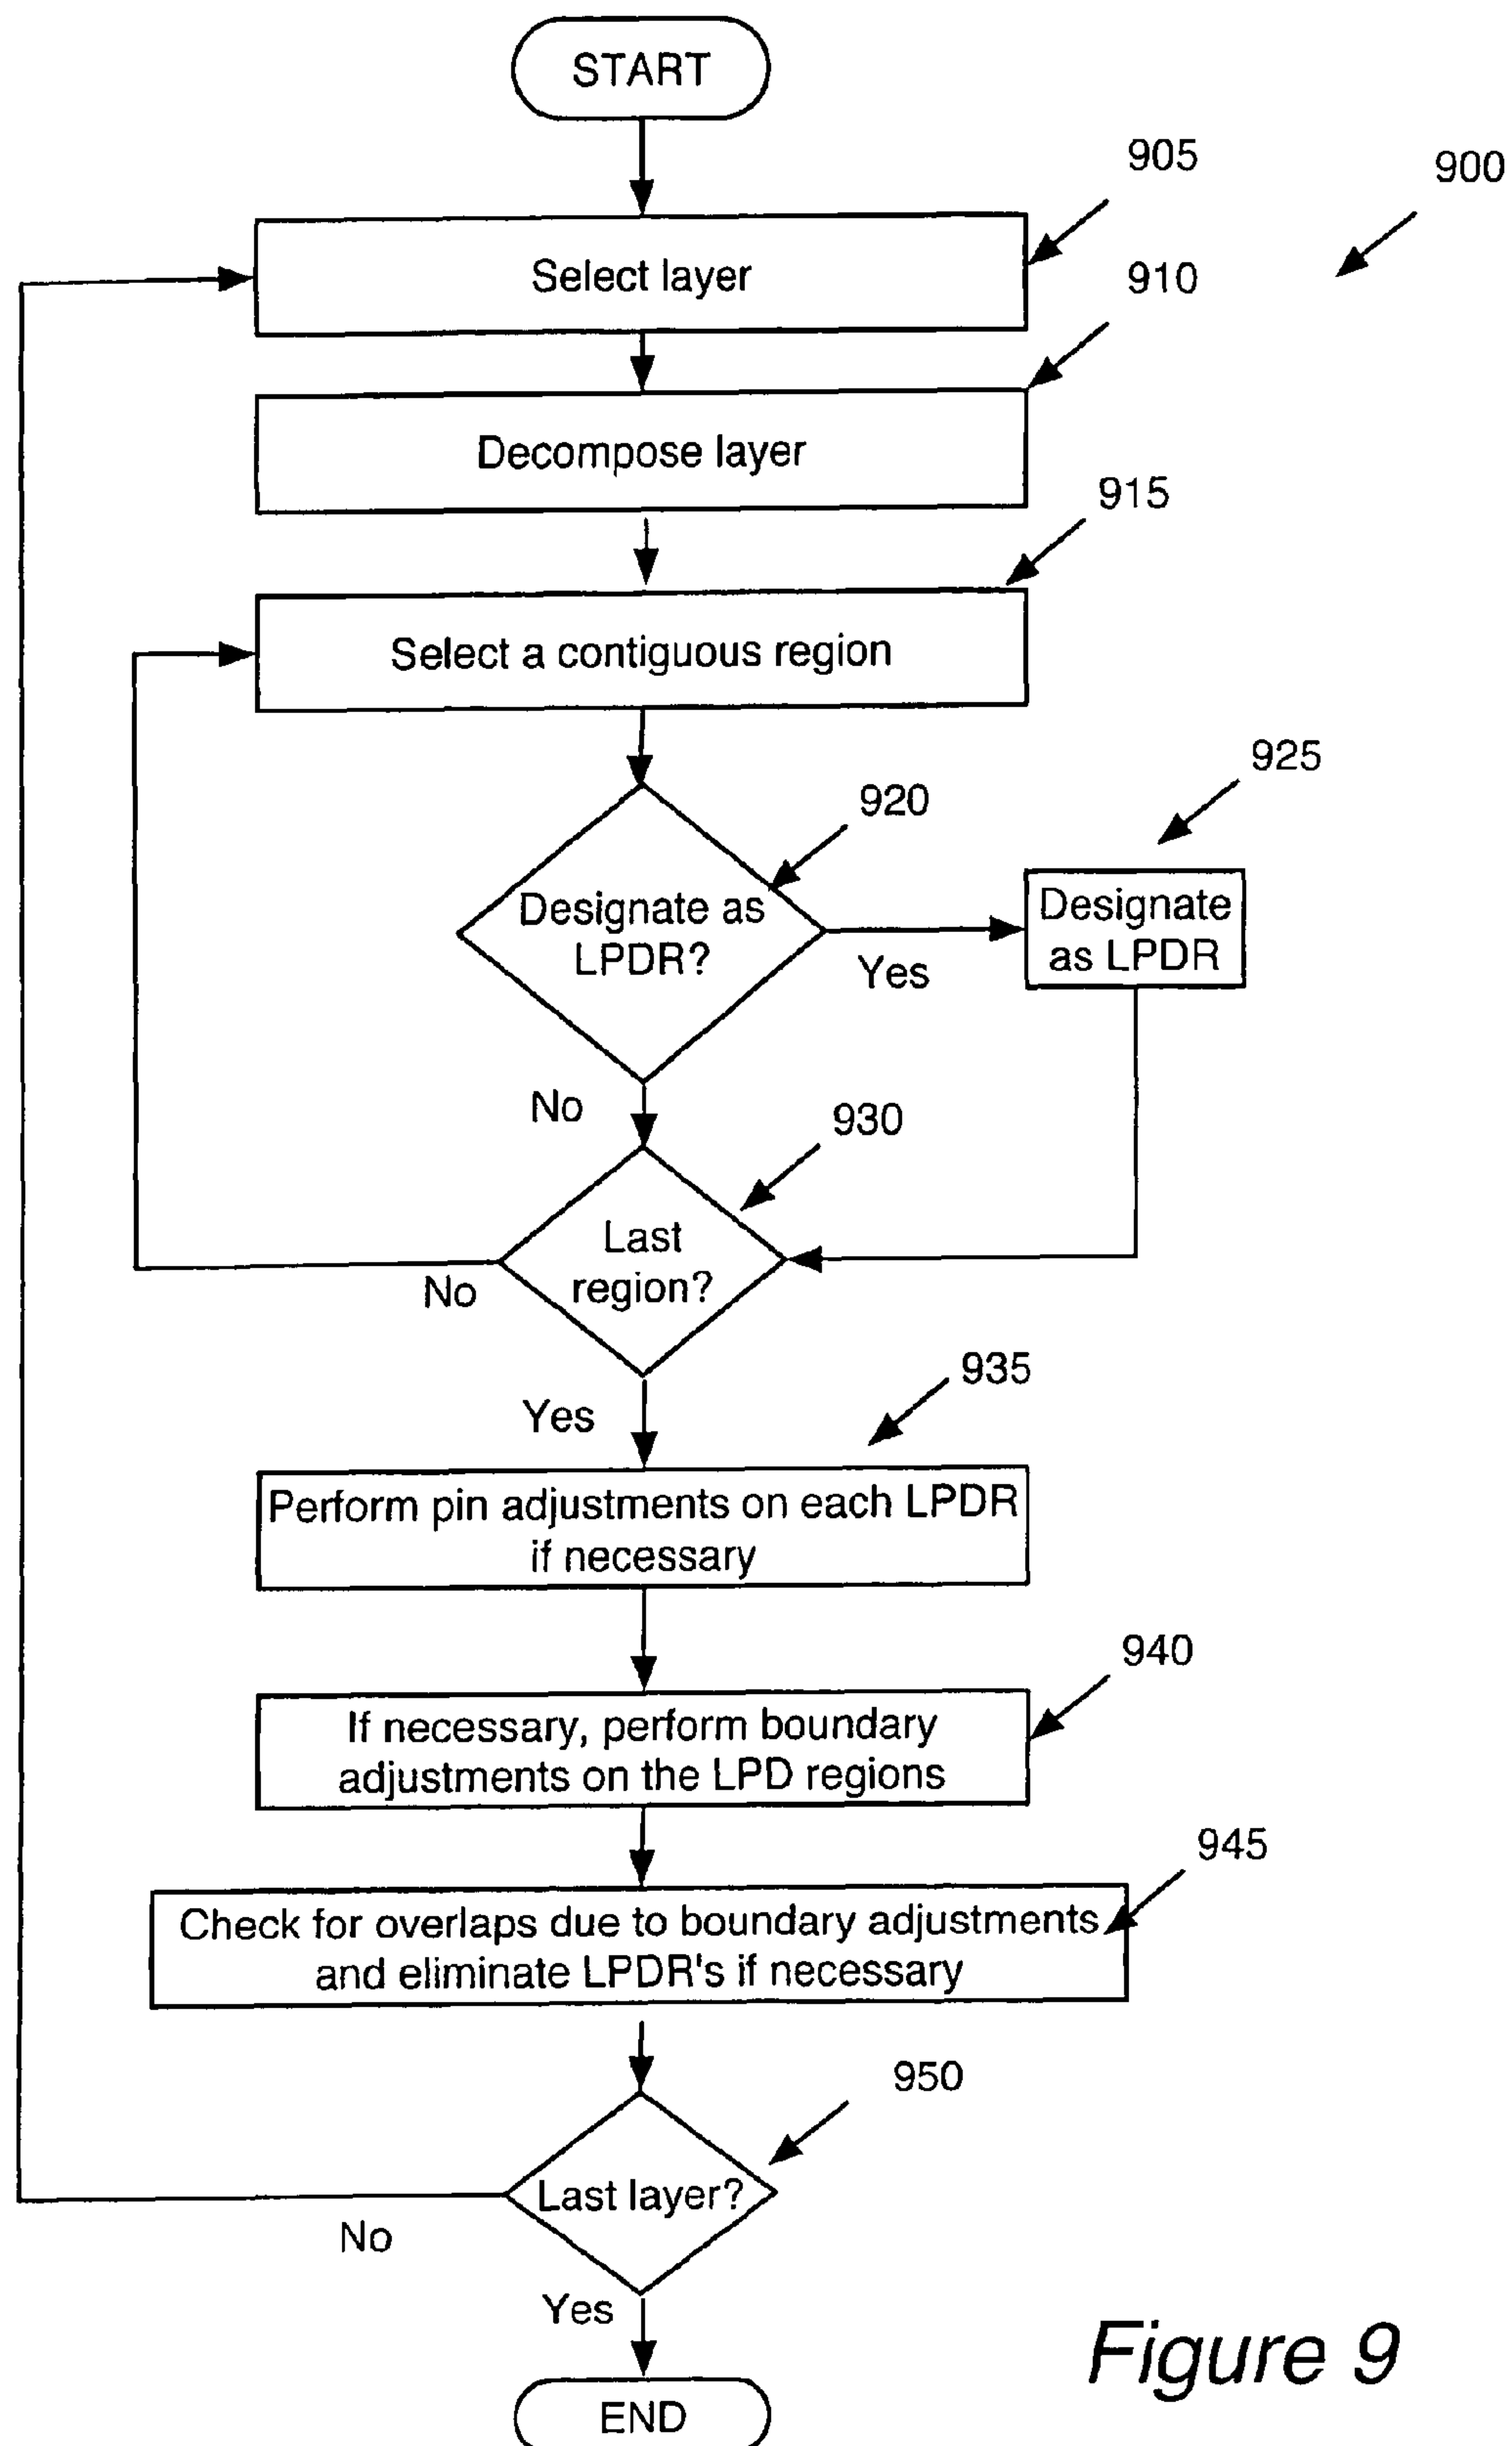 START
905
900
Select layer
910
Decompose layer
915
Select a contiguous region
925
920
Designate as
LPDR?
Yes
Designate
as LPDR
No
930
Last
region?
No
935
Yes
Perform pin adjustments on each LPDR
if necessary
940
If necessary, perform boundary
adjustments on the LPD regions
945
Check for overlaps due to boundary adjustments
and eliminate LPDR's if necessary
950
Last layer?
No
Yes
END
Figure 9